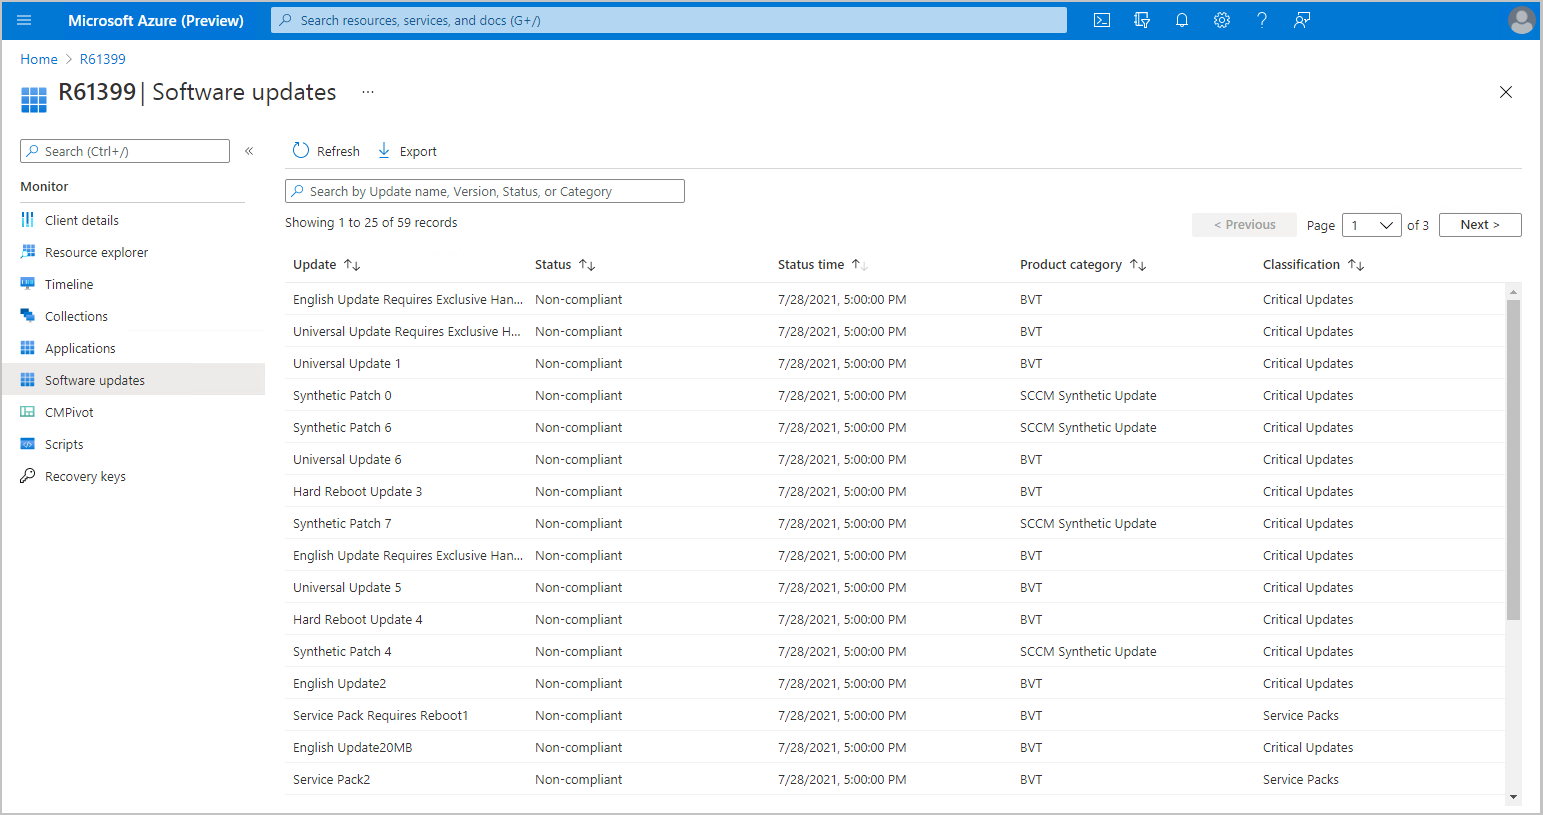 Microsoft Azure (Preview) Search resources, services, and docs (G+/)
Home > R61399
R61399 | Software updates ...
Search (Ctrl+/) «
Monitor
Client details
Resource explorer
Timeline
Collections
Applications
Software updates
CMPivot
Scripts
Recovery keys
Refresh Export
Search by Update name, Version, Status, or Category
Showing 1 to 25 of 59 records
< Previous Page 1 of 3 Next >
Update Status Status time Product category Classification
English Update Requires Exclusive Han... Non-compliant 7/28/2021, 5:00:00 PM BVT Critical Updates
Universal Update Requires Exclusive H... Non-compliant 7/28/2021, 5:00:00 PM BVT Critical Updates
Universal Update 1 Non-compliant 7/28/2021, 5:00:00 PM BVT Critical Updates
Synthetic Patch 0 Non-compliant 7/28/2021, 5:00:00 PM SCCM Synthetic Update Critical Updates
Synthetic Patch 6 Non-compliant 7/28/2021, 5:00:00 PM SCCM Synthetic Update Critical Updates
Universal Update 6 Non-compliant 7/28/2021, 5:00:00 PM BVT Critical Updates
Hard Reboot Update 3 Non-compliant 7/28/2021, 5:00:00 PM BVT Critical Updates
Synthetic Patch 7 Non-compliant 7/28/2021, 5:00:00 PM SCCM Synthetic Update Critical Updates
English Update Requires Exclusive Han... Non-compliant 7/28/2021, 5:00:00 PM BVT Critical Updates
Universal Update 5 Non-compliant 7/28/2021, 5:00:00 PM BVT Critical Updates
Hard Reboot Update 4 Non-compliant 7/28/2021, 5:00:00 PM BVT Critical Updates
Synthetic Patch 4 Non-compliant 7/28/2021, 5:00:00 PM SCCM Synthetic Update Critical Updates
English Update2 Non-compliant 7/28/2021, 5:00:00 PM BVT Critical Updates
Service Pack Requires Reboot1 Non-compliant 7/28/2021, 5:00:00 PM BVT Service Packs
English Update20MB Non-compliant 7/28/2021, 5:00:00 PM BVT Critical Updates
Service Pack2 Non-compliant 7/28/2021, 5:00:00 PM BVT Service Packs